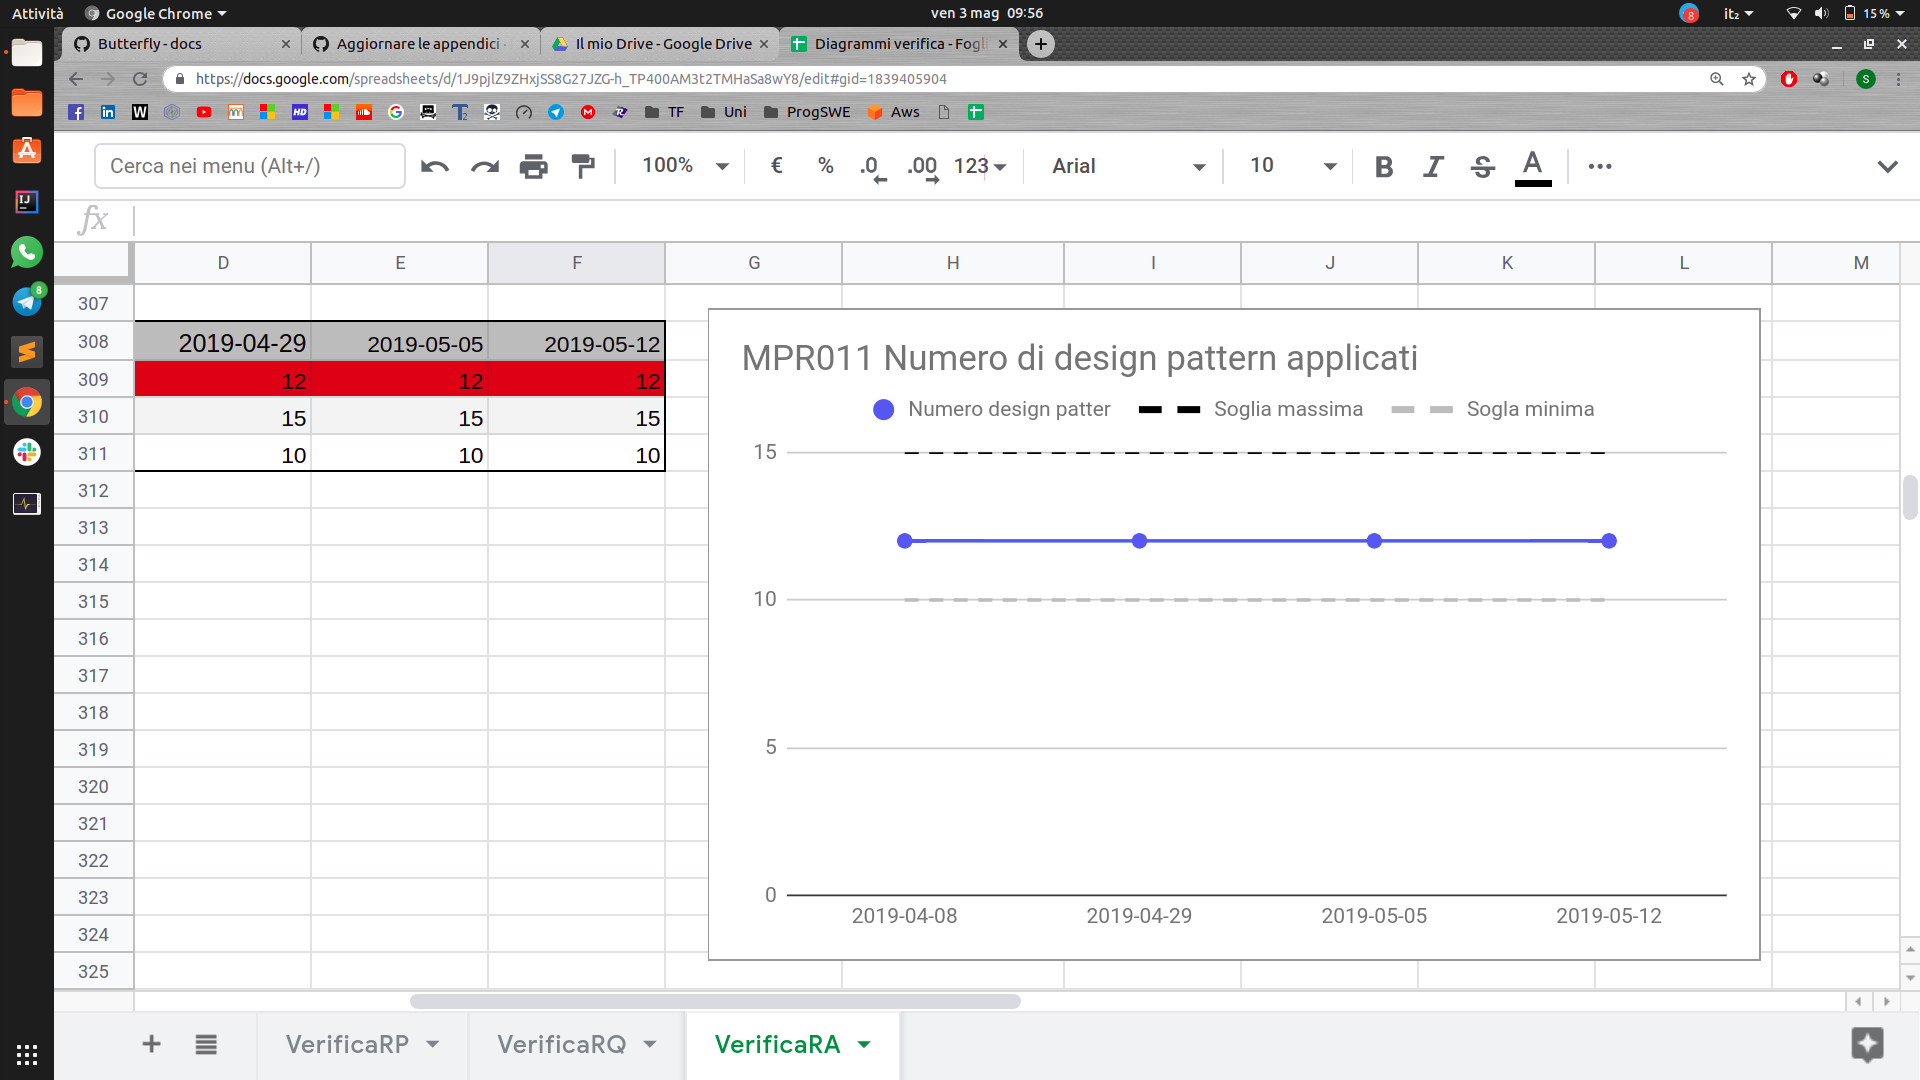 Attività Google Chrome ven 3 mag 09:56 8 it₂ 15 %
Butterfly - docs Aggiornare le appendici Il mio Drive - Google Drive Diagrammi verifica - Fogl
https://docs.google.com/spreadsheets/d/1J9pjlZ9ZHxjSS8G27JZG-h_TP400AM3t2TMHaSa8wY8/edit#gid=1839405904 S
TF Uni ProgSWE Aws
Cerca nei menu (Alt+/) 100% € % .0 .00 123 Arial 10 B I S A
fx
D E F G H I J K L M
307
308 2019-04-29 2019-05-05 2019-05-12
309 12 12 12
310 15 15 15
311 10 10 10
312
313
314
315
316
317
318
319
320
321
322
323
324
325
MPR011 Numero di design pattern applicati
Numero design patter Soglia massima Sogla minima
15
10
5
0
2019-04-08 2019-04-29 2019-05-05 2019-05-12
VerificaRP VerificaRQ VerificaRA